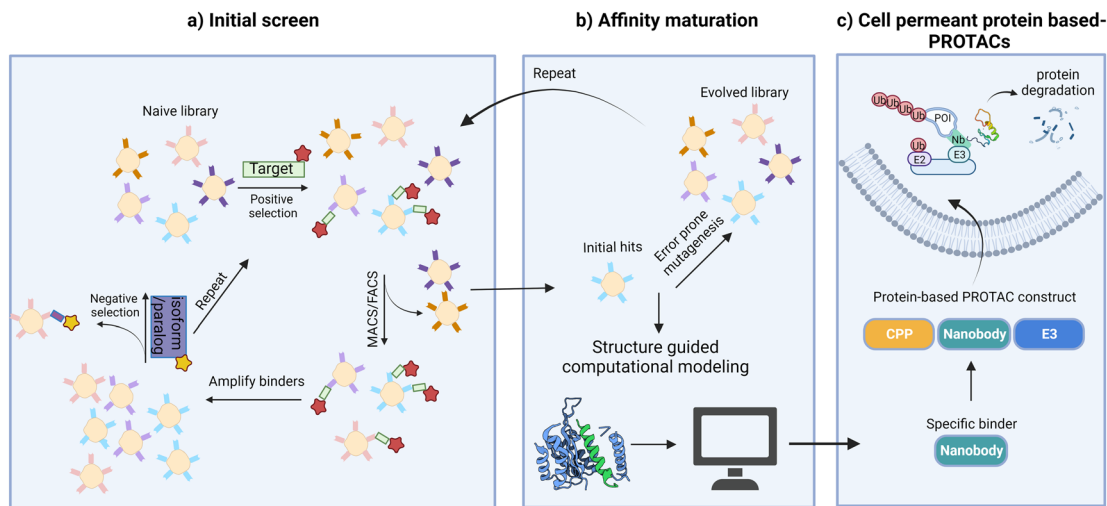 a) Initial screen
Naive library
Target
Positive
selection
Negative
selection
isoform
/paralog
Repeat
MACS/FACS
Amplify binders
b) Affinity maturation
Repeat
Evolved library
Initial hits
Error prone
mutagenesis
Structure guided
computational modeling
c) Cell permeant protein based-
PROTACs
protein
degradation
Ub
Ub
Ub
Ub
POI
Nb
Ub
E2
E3
Protein-based PROTAC construct
CPP
Nanobody
E3
Specific binder
Nanobody